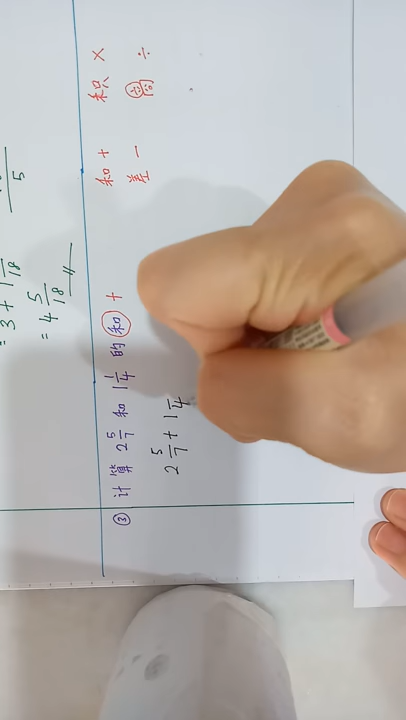 = 3 + 1 /18
= 4 5/18
③ 计算 2 5/7 和 1 1/4 的和 +
2 5/7 + 1 /4
和 + 积 ×
差 − 商 ÷